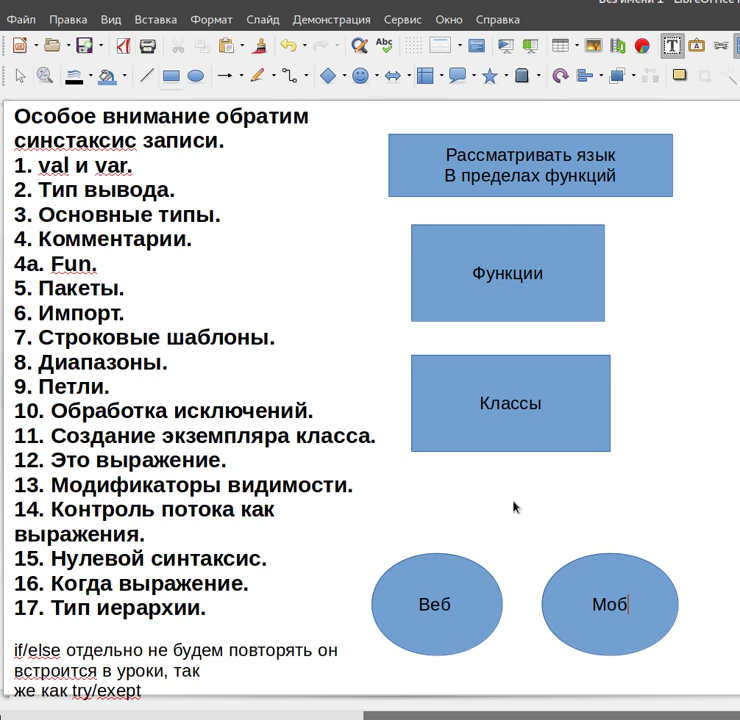 Файл Правка Вид Вставка Формат Слайд Демонстрация Сервис Окно Справка
Особое внимание обратим
синстаксис записи.
1. val и var.
2. Тип вывода.
3. Основные типы.
4. Комментарии.
4а. Fun.
5. Пакеты.
6. Импорт.
7. Строковые шаблоны.
8. Диапазоны.
9. Петли.
10. Обработка исключений.
11. Создание экземпляра класса.
12. Это выражение.
13. Модификаторы видимости.
14. Контроль потока как
выражения.
15. Нулевой синтаксис.
16. Когда выражение.
17. Тип иерархии.
if/else отдельно не будем повторять он
встроится в уроки, так
же как try/exept
Рассматривать язык
В пределах функций
Функции
Классы
Веб
Моб